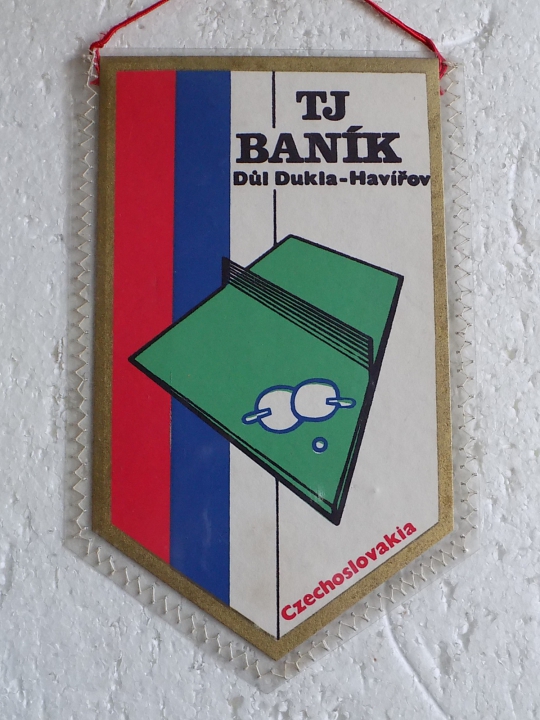 TJ
BANÍK
Důl Dukla-Havířov
Czechoslovakia